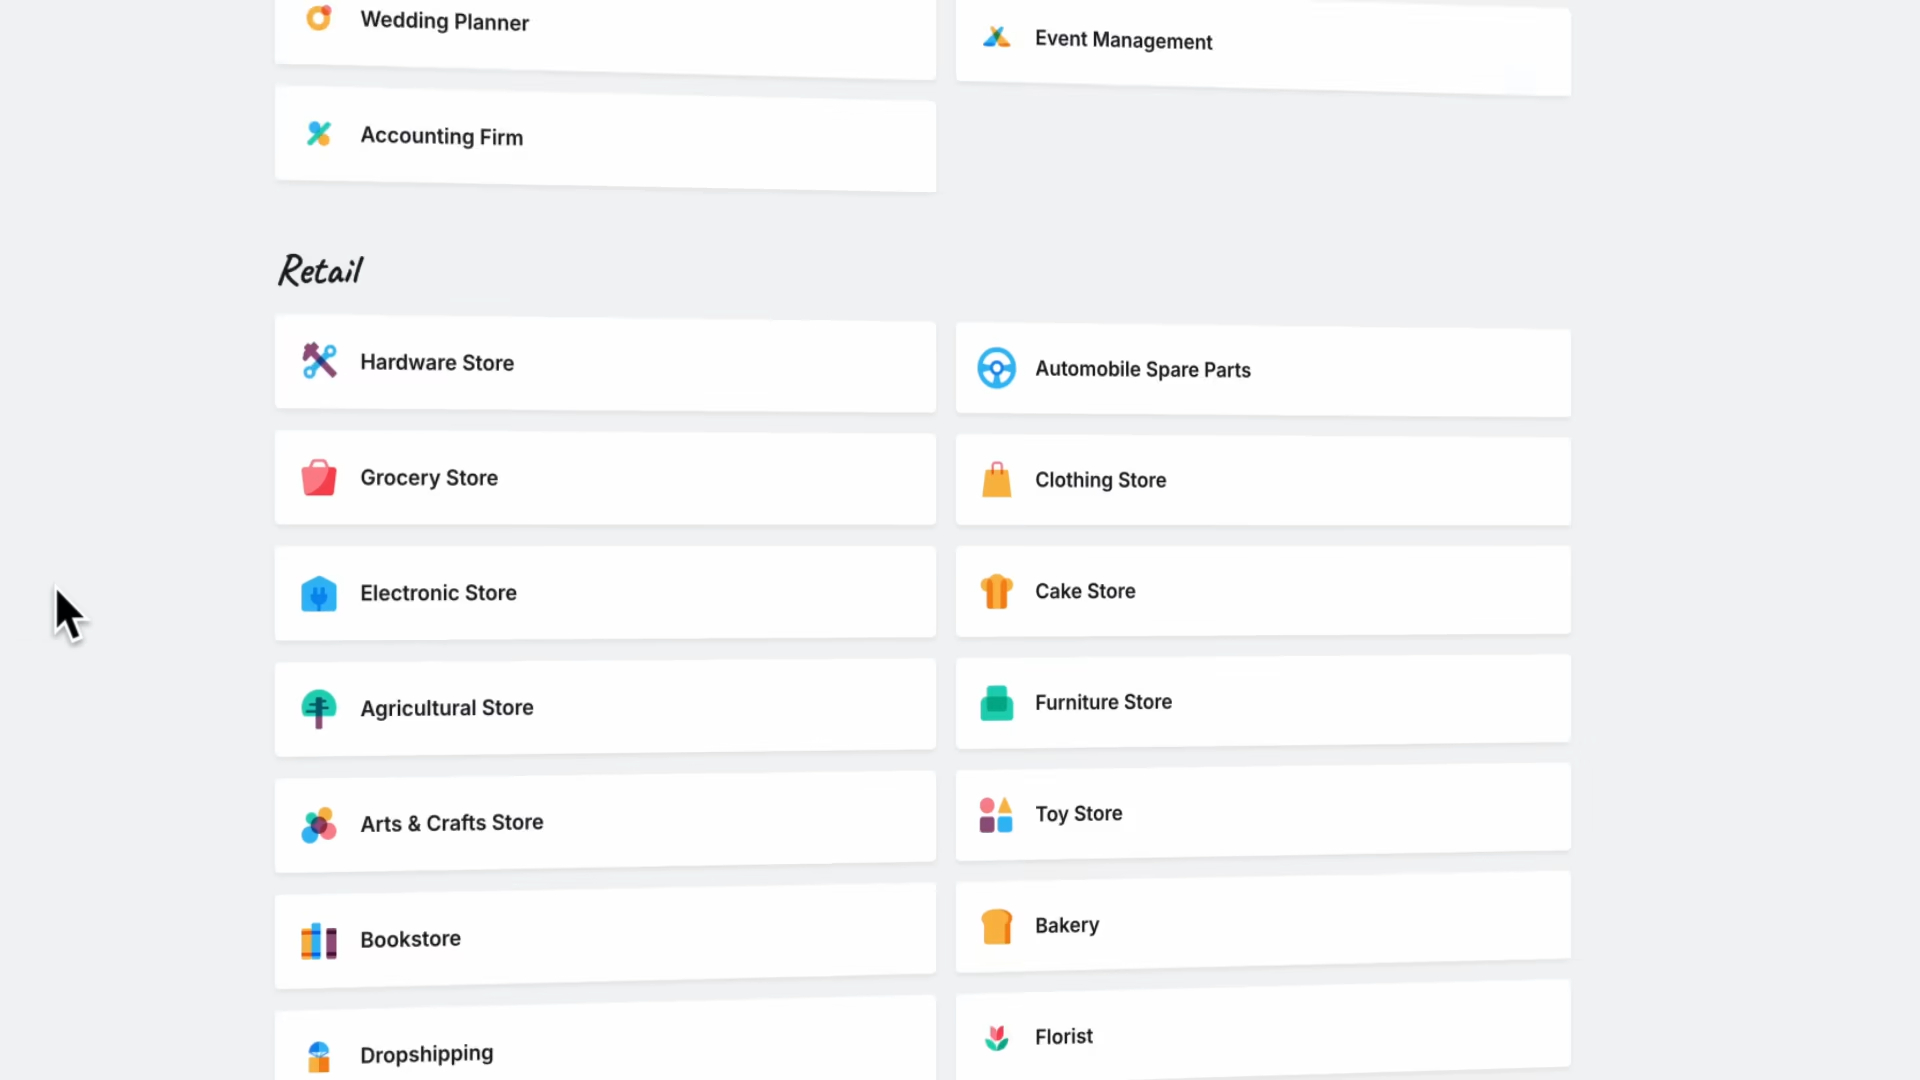 Wedding Planner
Event Management
Accounting Firm
Retail
Hardware Store
Automobile Spare Parts
Grocery Store
Clothing Store
Electronic Store
Cake Store
Agricultural Store
Furniture Store
Arts & Crafts Store
Toy Store
Bookstore
Bakery
Dropshipping
Florist